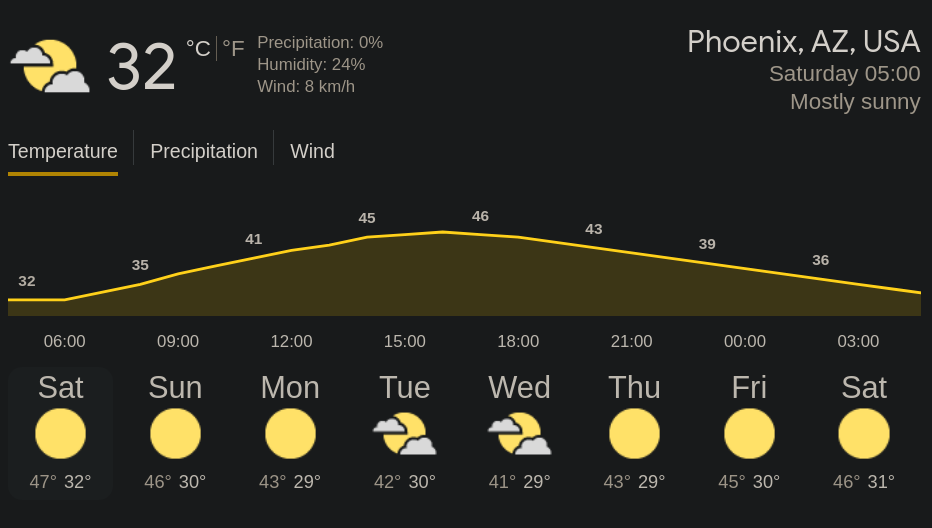 32 °C °F
Precipitation: 0%
Humidity: 24%
Wind: 8 km/h
Phoenix, AZ, USA
Saturday 05:00
Mostly sunny
Temperature Precipitation Wind
32 35 41 45 46 43 39 36
06:00 09:00 12:00 15:00 18:00 21:00 00:00 03:00
Sat Sun Mon Tue Wed Thu Fri Sat
47° 32° 46° 30° 43° 29° 42° 30° 41° 29° 43° 29° 45° 30° 46° 31°